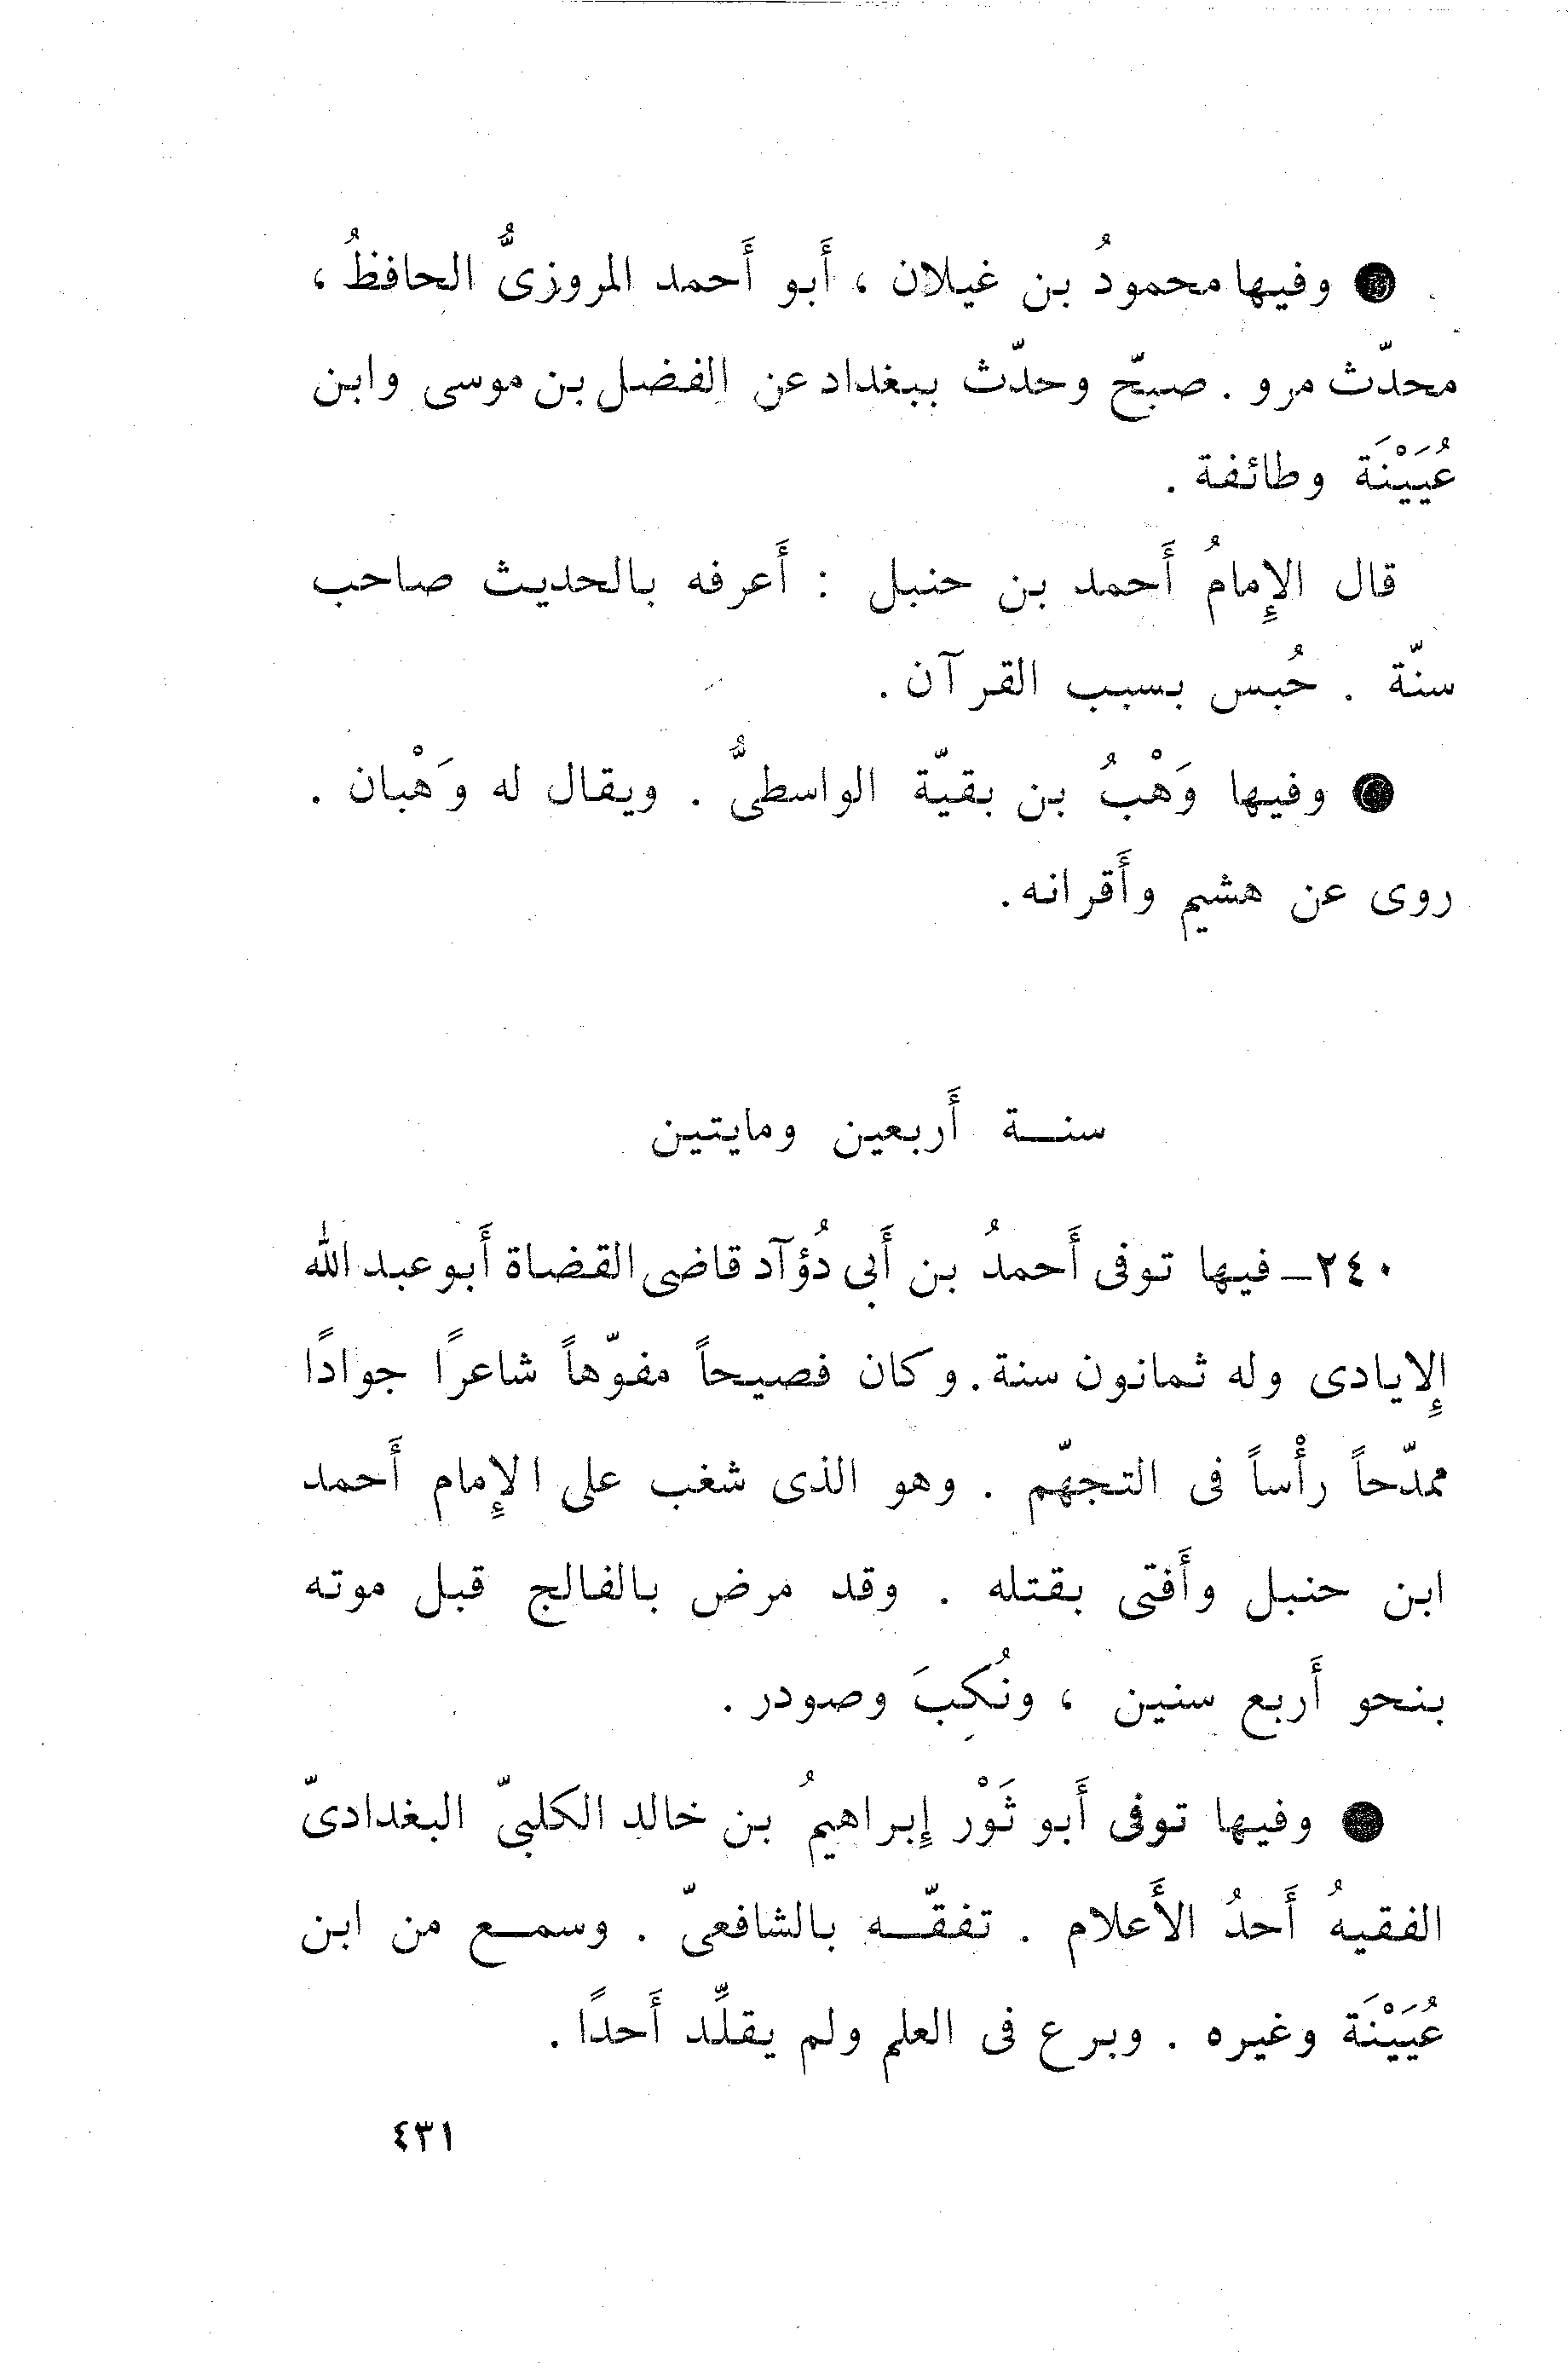 ● وفيها محمودُ بن غيلان ، أَبو أَحمد المروزىُّ الحافظُ ،
محدّث مرو . صبحّ وحدّث ببغداد عن الفضل بن موسى وابن
عُيَيْنَة وطائفة .
قال الإِمامُ أَحمد بن حنبل : أَعرفه بالحديث صاحب
سنّة . حُبس بسبب القرآن .
● وفيها وَهْبُ بن بقيّة الواسطىُّ . ويقال له وَهْبان .
روى عن هشيم وأَقرانه .
سنـــة أَربعين ومايتين
٢٤٠ ــ فيها توفى أَحمدُ بن أَبى دُؤآد قاضى القضاة أَبو عبد الله
إِلايادى وله ثمانون سنة . وكان فصيحاً مفوّهاً شاعرًا جوادًا
ممدّحاً رأْساً فى التجهّم . وهو الذى شغب على الإِمام أَحمد
ابن حنبل وأَفتى بقتله . وقد مرض بالفالج قبل موته
بنحو أَربع سنين ، ونُكِبَ وصودر .
● وفيها توفى أَبو ثَوْر إِبراهيمُ بن خالد الكلبىّ البغدادىّ
الفقيهُ أَحدُ الأَعلام . تفقّـــه بالشافعىّ . وسمــع من ابن
عُيَيْنَة وغيره . وبرع فى العلم ولم يقلِّد أَحدًا .
٤٣١